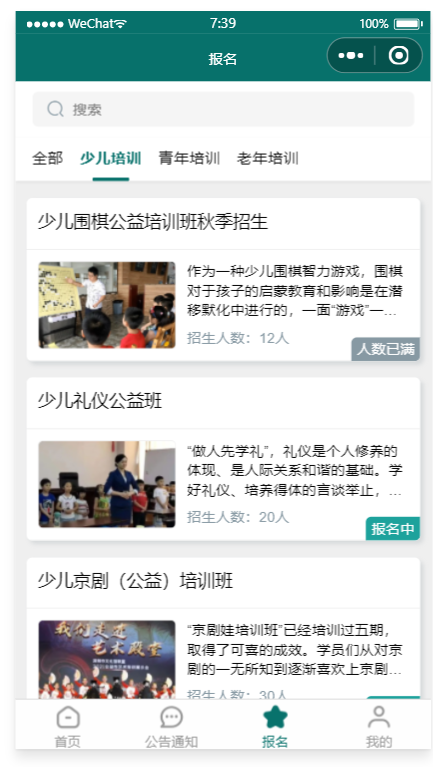 WeChat 7:39 100%
报名
搜索
全部 少儿培训 青年培训 老年培训
少儿围棋公益培训班秋季招生
作为一种少儿围棋智力游戏，围棋
对于孩子的启蒙教育和影响是在潜
移默化中进行的，一面“游戏”一...
招生人数：12人
人数已满
少儿礼仪公益班
“做人先学礼”，礼仪是个人修养的
体现、是人际关系和谐的基础。学
好礼仪、培养得体的言谈举止，...
招生人数：20人
报名中
少儿京剧（公益）培训班
我们走在
艺术殿堂
“京剧娃培训班”已经培训过五期，
取得了可喜的成效。学员们从对京
剧的一无所知到逐渐喜欢上京剧...
招生人数：30人
首页 公告通知 报名 我的